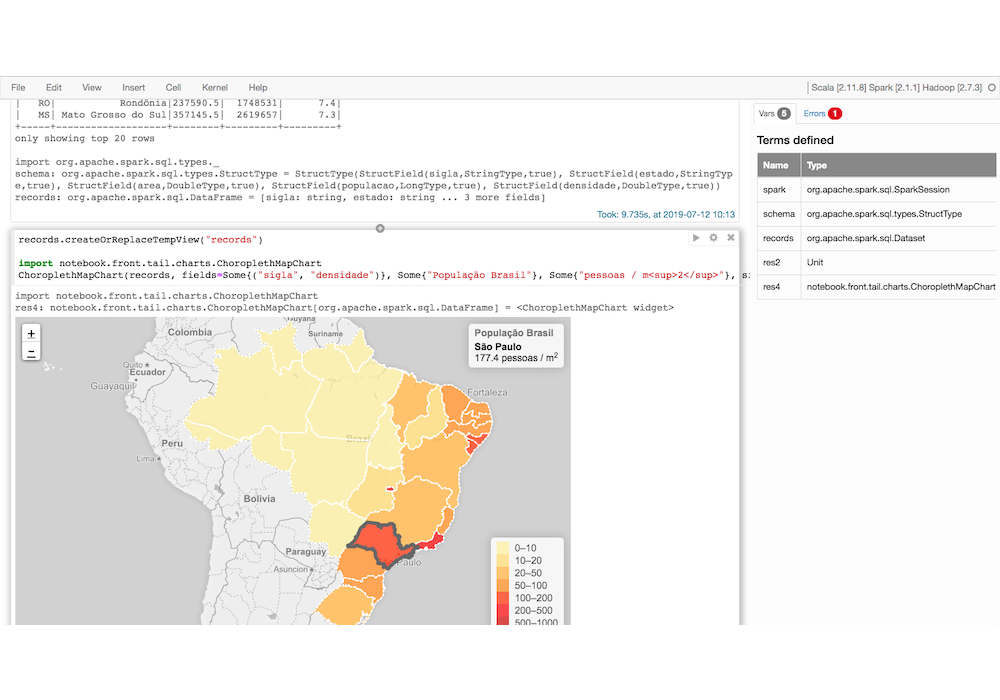 File Edit View Insert Cell Kernel Help
Scala [2.11.8] Spark [2.1.1] Hadoop [2.7.3]
| RO| Rondônia|237590.5| 1748531| 7.4|
| MS| Mato Grosso do Sul|357145.5| 2619657| 7.3|
+-----+------------------+--------+---------+---------+
only showing top 20 rows
import org.apache.spark.sql.types._
schema: org.apache.spark.sql.types.StructType = StructType(StructField(sigla,StringType,true), StructField(estado,StringTyp
e,true), StructField(area,DoubleType,true), StructField(populacao,LongType,true), StructField(densidade,DoubleType,true))
records: org.apache.spark.sql.DataFrame = [sigla: string, estado: string ... 3 more fields]
Took: 9.735s, at 2019-07-12 10:13
records.createOrReplaceTempView("records")
import notebook.front.tail.charts.ChoroplethMapChart
ChoroplethMapChart(records, fields=Some{("sigla", "densidade")}, Some{"População Brasil"}, Some{"pessoas / m<sup>2</sup>"}, s
import notebook.front.tail.charts.ChoroplethMapChart
res4: notebook.front.tail.charts.ChoroplethMapChart[org.apache.spark.sql.DataFrame] = <ChoroplethMapChart widget>
+
−
Guyana
Colombia
Suriname
Quito
Ecuador
Guayaquil
Fortaleza
Brazil
Peru
Lima
Bolivia
Paraguay
Asuncion
Paulo
População Brasil
São Paulo
177.4 pessoas / m2
0–10
10–20
20–50
50–100
100–200
200–500
500–1000
Vars 5 Errors 1
Terms defined
Name Type
spark org.apache.spark.sql.SparkSession
schema org.apache.spark.sql.types.StructType
records org.apache.spark.sql.Dataset
res2 Unit
res4 notebook.front.tail.charts.ChoroplethMapChart